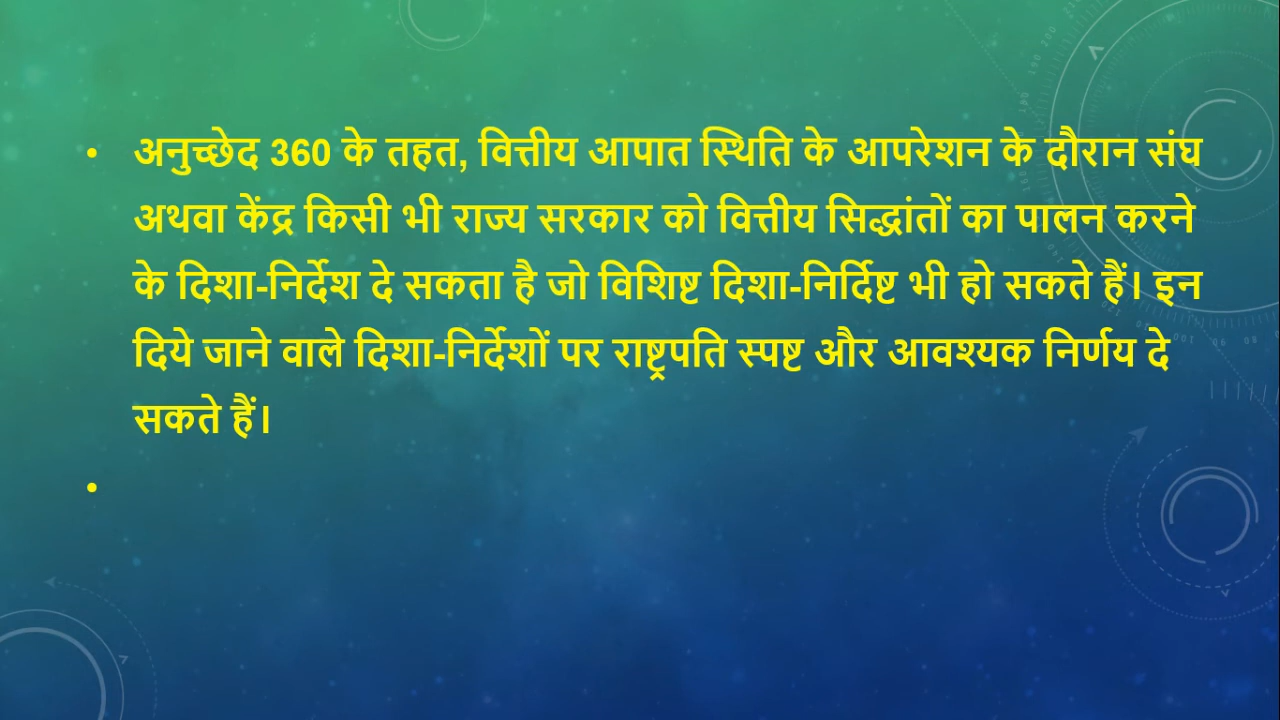 • अनुच्छेद 360 के तहत, वित्तीय आपात स्थिति के आपरेशन के दौरान संघ
अथवा केंद्र किसी भी राज्य सरकार को वित्तीय सिद्धांतों का पालन करने
के दिशा-निर्देश दे सकता है जो विशिष्ट दिशा-निर्दिष्ट भी हो सकते हैं। इन
दिये जाने वाले दिशा-निर्देशों पर राष्ट्रपति स्पष्ट और आवश्यक निर्णय दे
सकते हैं।
•